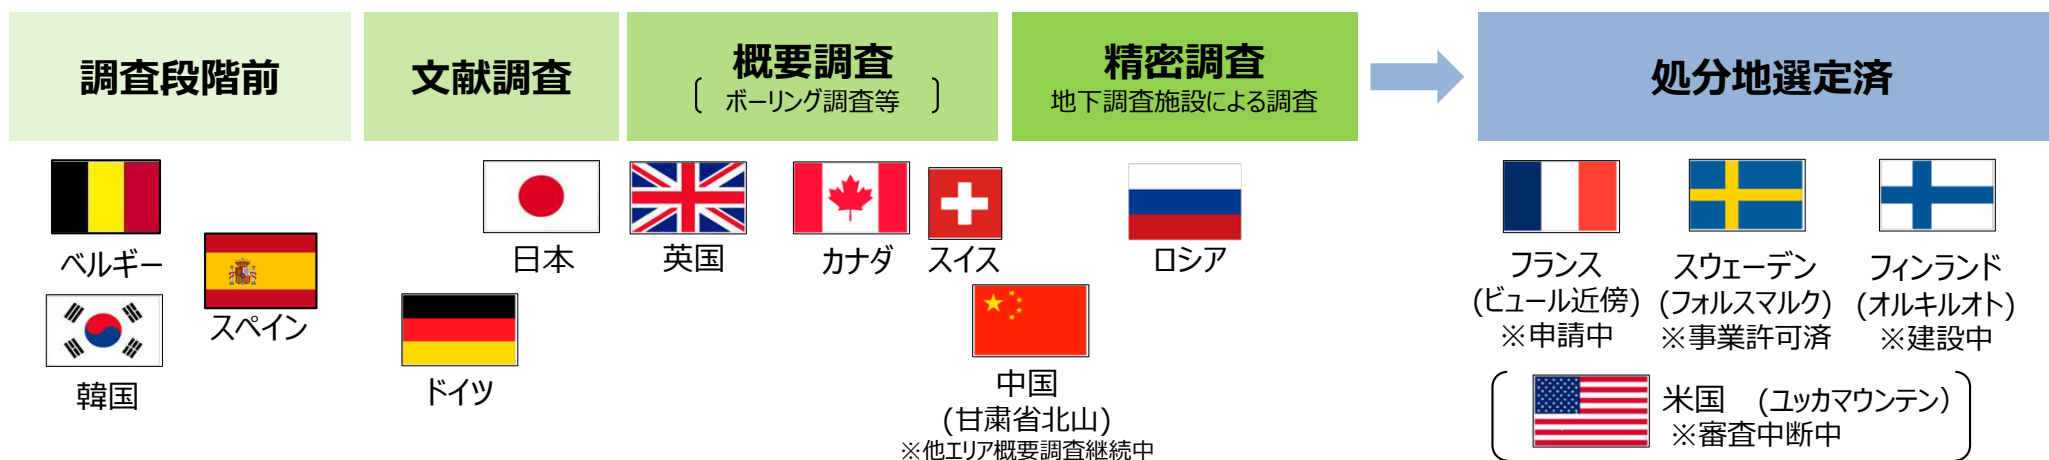 調査段階前
文献調査
概要調査
〔 ボーリング調査等 〕
精密調査
地下調査施設による調査
処分地選定済
ベルギー
スペイン
韓国
日本
ドイツ
英国
カナダ
スイス
中国
(甘粛省北山)
※他エリア概要調査継続中
ロシア
フランス
(ビュール近傍)
※申請中
スウェーデン
(フォルスマルク)
※事業許可済
フィンランド
(オルキルオト)
※建設中
米国 (ユッカマウンテン)
※審査中断中